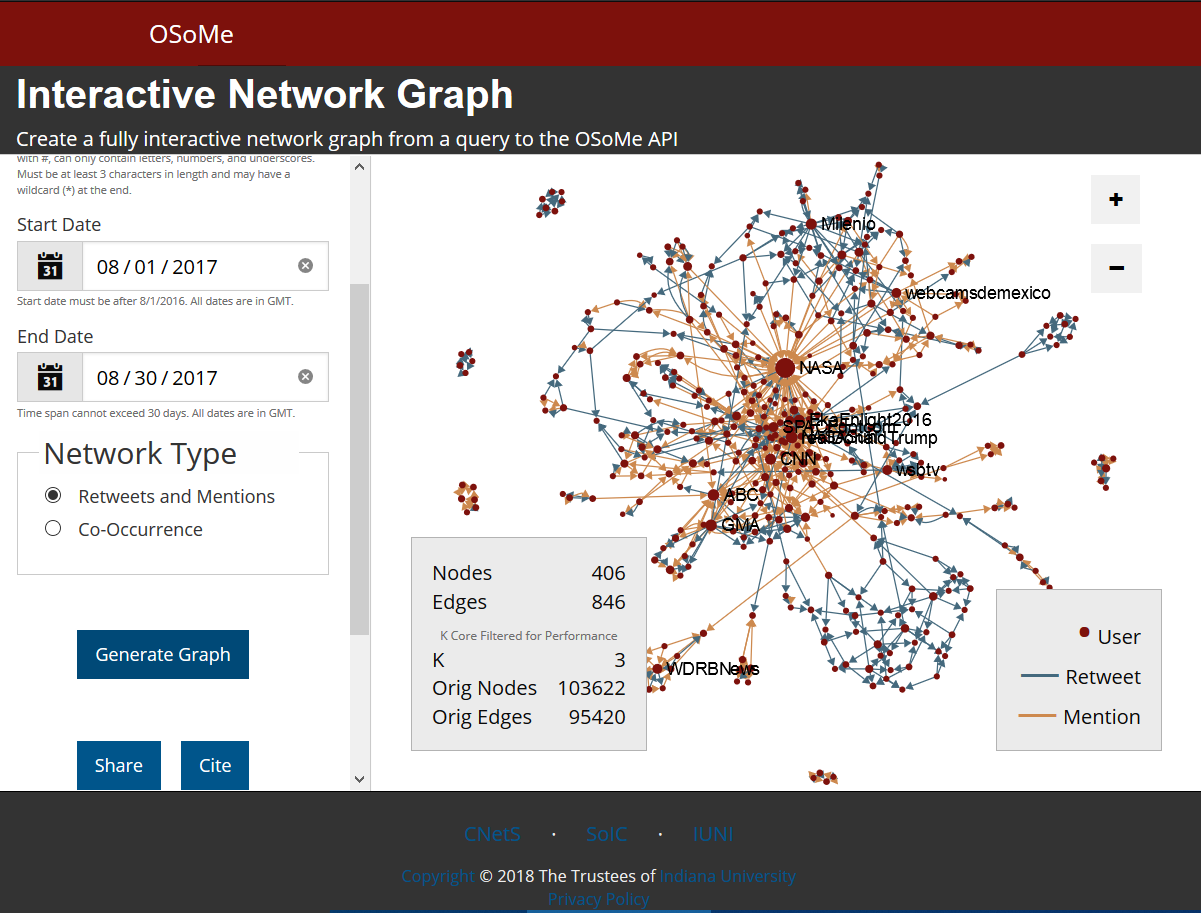 OSoMe
Interactive Network Graph
Create a fully interactive network graph from a query to the OSoMe API
with #, can only contain letters, numbers, and underscores.
Must be at least 3 characters in length and may have a
wildcard (*) at the end.
Start Date
31
08 / 01 / 2017
Start date must be after 8/1/2016. All dates are in GMT.
End Date
31
08 / 30 / 2017
Time span cannot exceed 30 days. All dates are in GMT.
Network Type
Retweets and Mentions
Co-Occurrence
Generate Graph
Share
Cite
+
−
Milenio
webcamsdemexico
NASA
realDonaldTrump
CNN
wsbtv
ABC
GMA
WDRBNews
Nodes 406
Edges 846
K Core Filtered for Performance
K 3
Orig Nodes 103622
Orig Edges 95420
User
Retweet
Mention
CNetS · SoIC · IUNI
Copyright © 2018 The Trustees of Indiana University
Privacy Policy